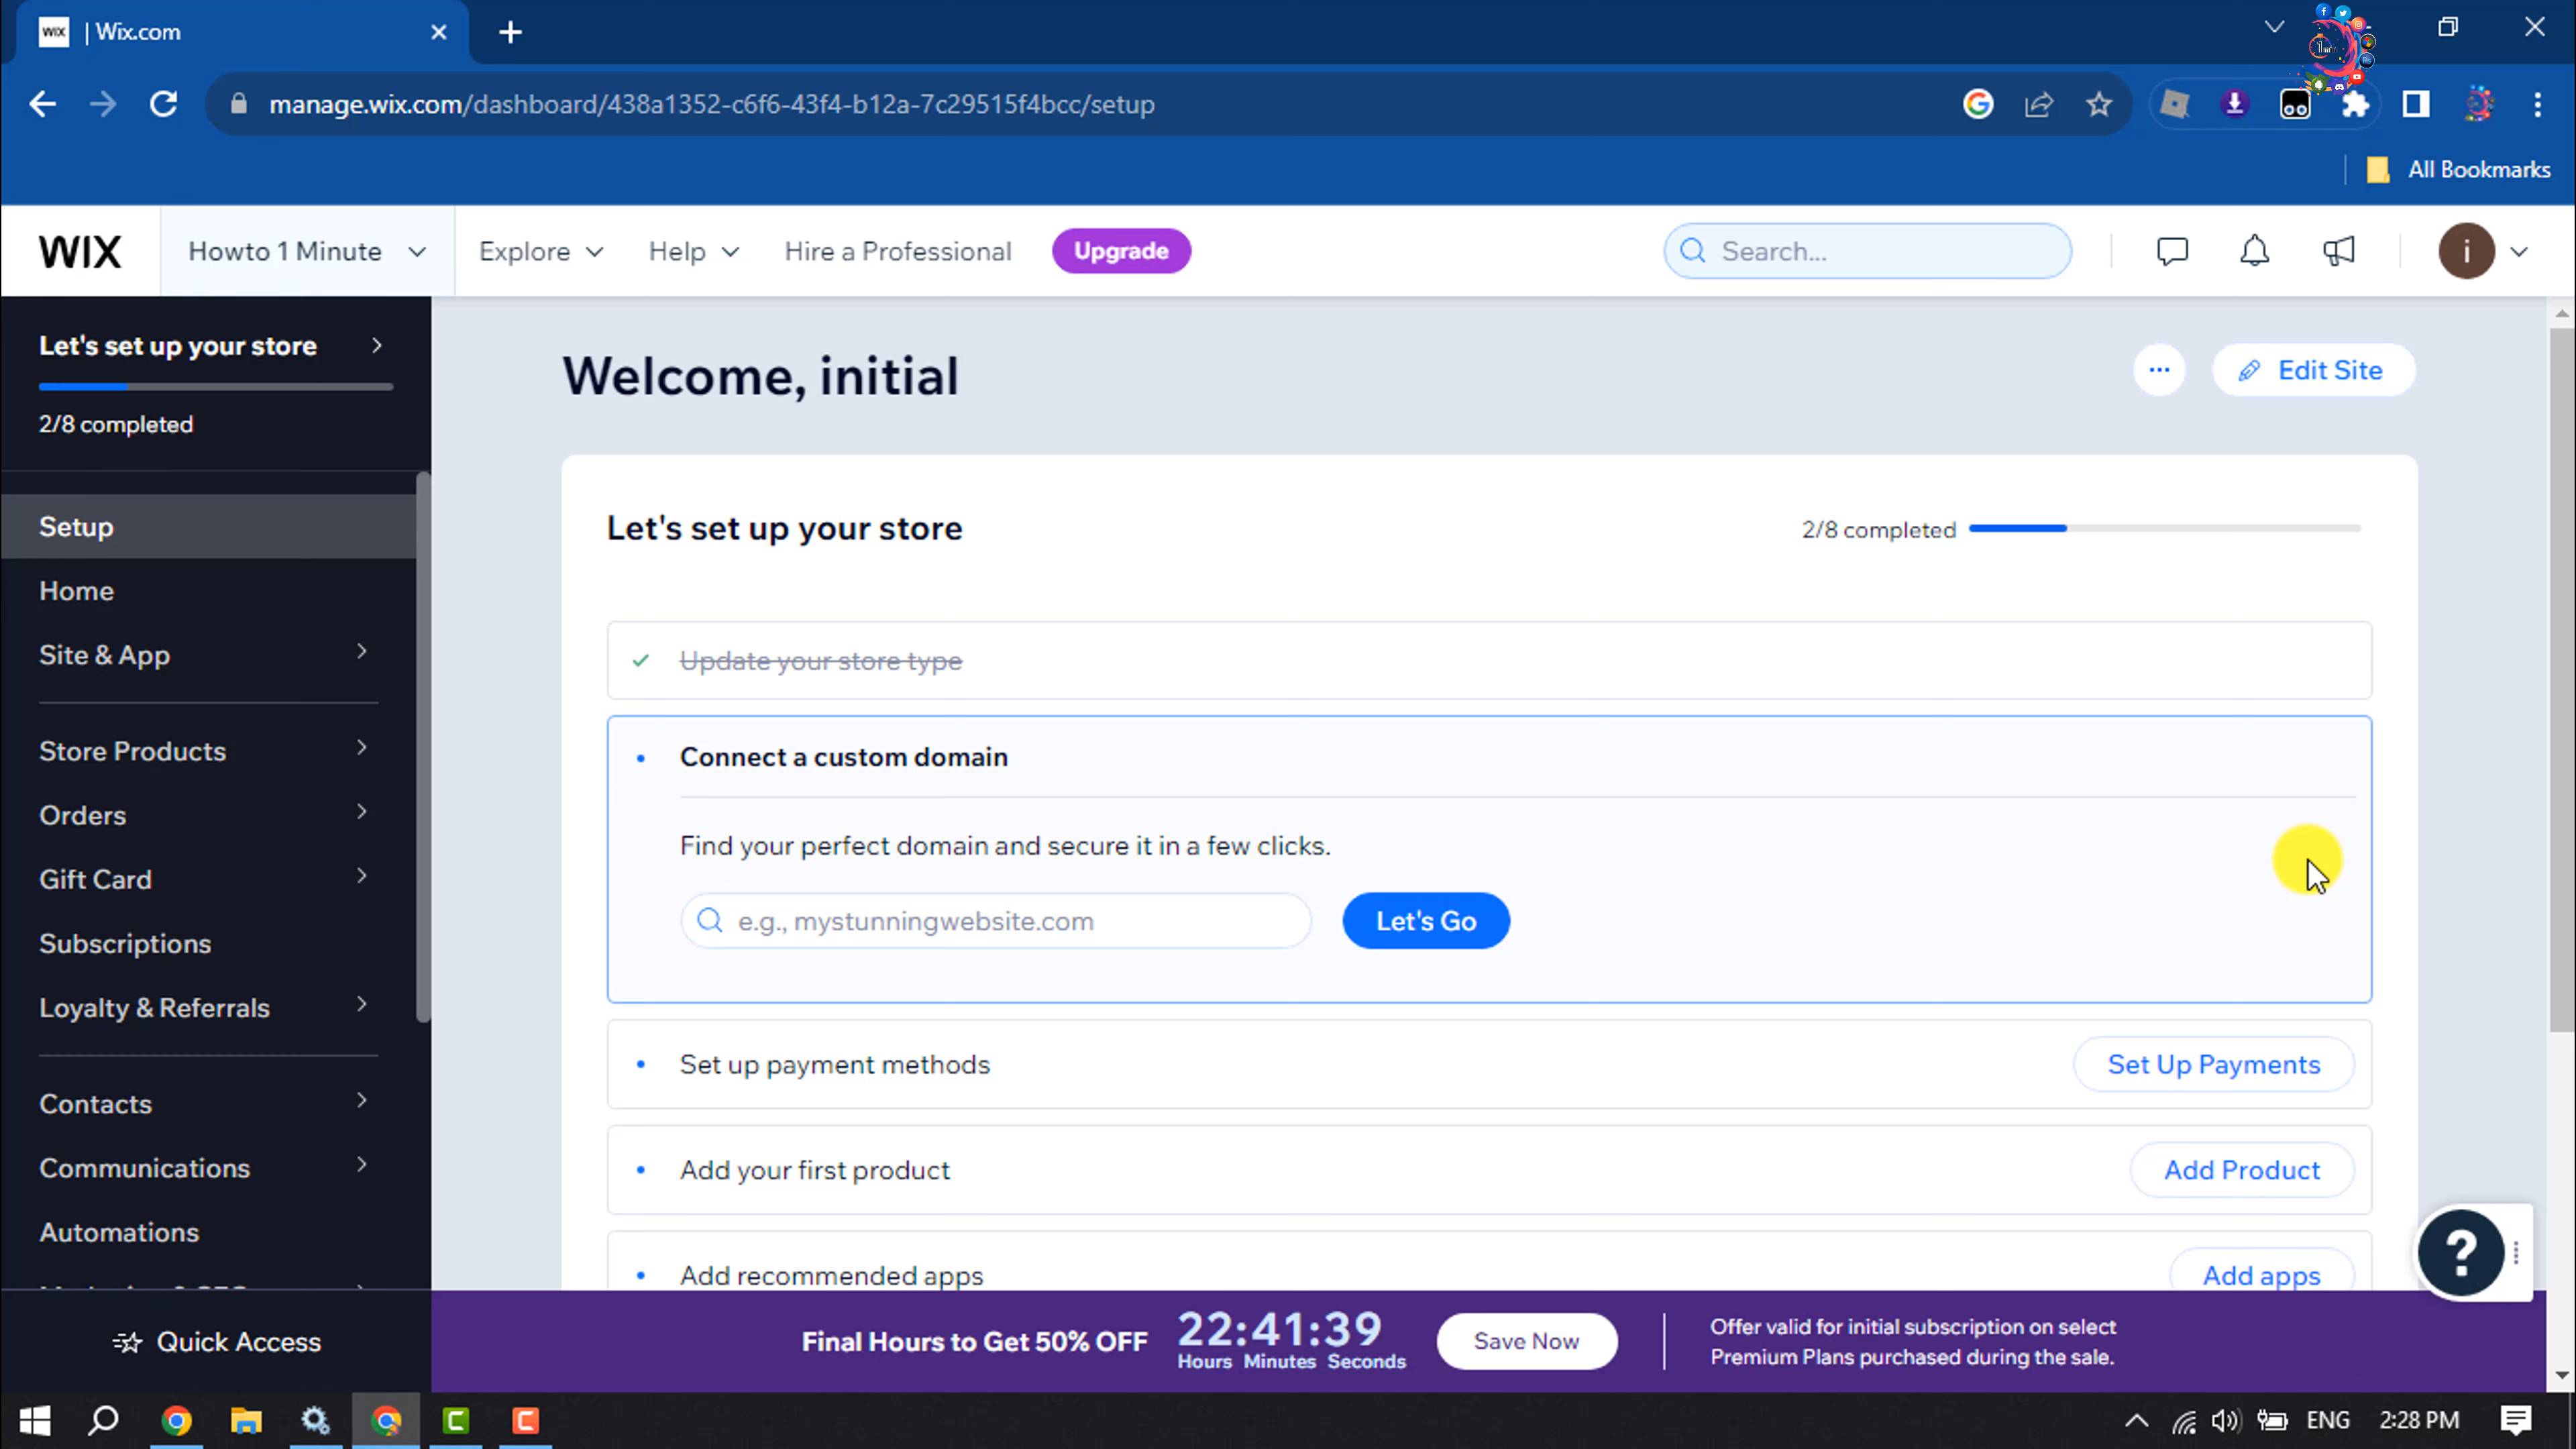 WIX | Wix.com
manage.wix.com/dashboard/438a1352-c6f6-43f4-b12a-7c29515f4bcc/setup
All Bookmarks
WIX Howto 1 Minute Explore Help Hire a Professional Upgrade Search... i
Let's set up your store
2/8 completed
Setup
Home
Site & App
Store Products
Orders
Gift Card
Subscriptions
Loyalty & Referrals
Contacts
Communications
Automations
Quick Access
Welcome, initial
Edit Site
Let's set up your store
2/8 completed
Update your store type
Connect a custom domain
Find your perfect domain and secure it in a few clicks.
e.g., mystunningwebsite.com Let's Go
Set up payment methods Set Up Payments
Add your first product Add Product
Add recommended apps Add apps
?
Final Hours to Get 50% OFF
22:41:39
Hours Minutes Seconds
Save Now
Offer valid for initial subscription on select
Premium Plans purchased during the sale.
ENG 2:28 PM